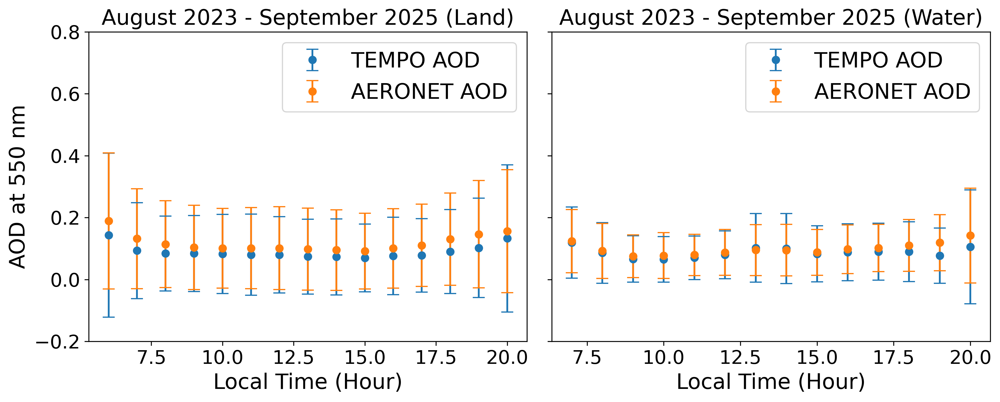 August 2023 - September 2025 (Land)
0.8
0.6
0.4
0.2
0.0
−0.2
AOD at 550 nm
TEMPO AOD
AERONET AOD
7.5 10.0 12.5 15.0 17.5 20.0
Local Time (Hour)
August 2023 - September 2025 (Water)
TEMPO AOD
AERONET AOD
7.5 10.0 12.5 15.0 17.5 20.0
Local Time (Hour)